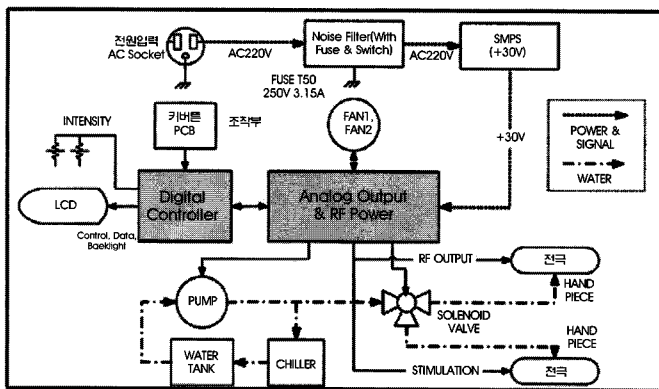 전원입력
AC Socket
AC220V
Noise Filter(With
Fuse & Switch)
AC220V
SMPS
(+30V)
FUSE T50
250V 3.15A
INTENSITY
키버튼
PCB
조작부
FAN1,
FAN2
+30V
POWER &
SIGNAL
WATER
LCD
Digital
Controller
Analog Output
& RF Power
Control, Data,
Baeklight
RF OUTPUT
전극
HAND
PIECE
PUMP
SOLENOID
VALVE
HAND
PIECE
WATER
TANK
CHILLER
STIMULATION
전극